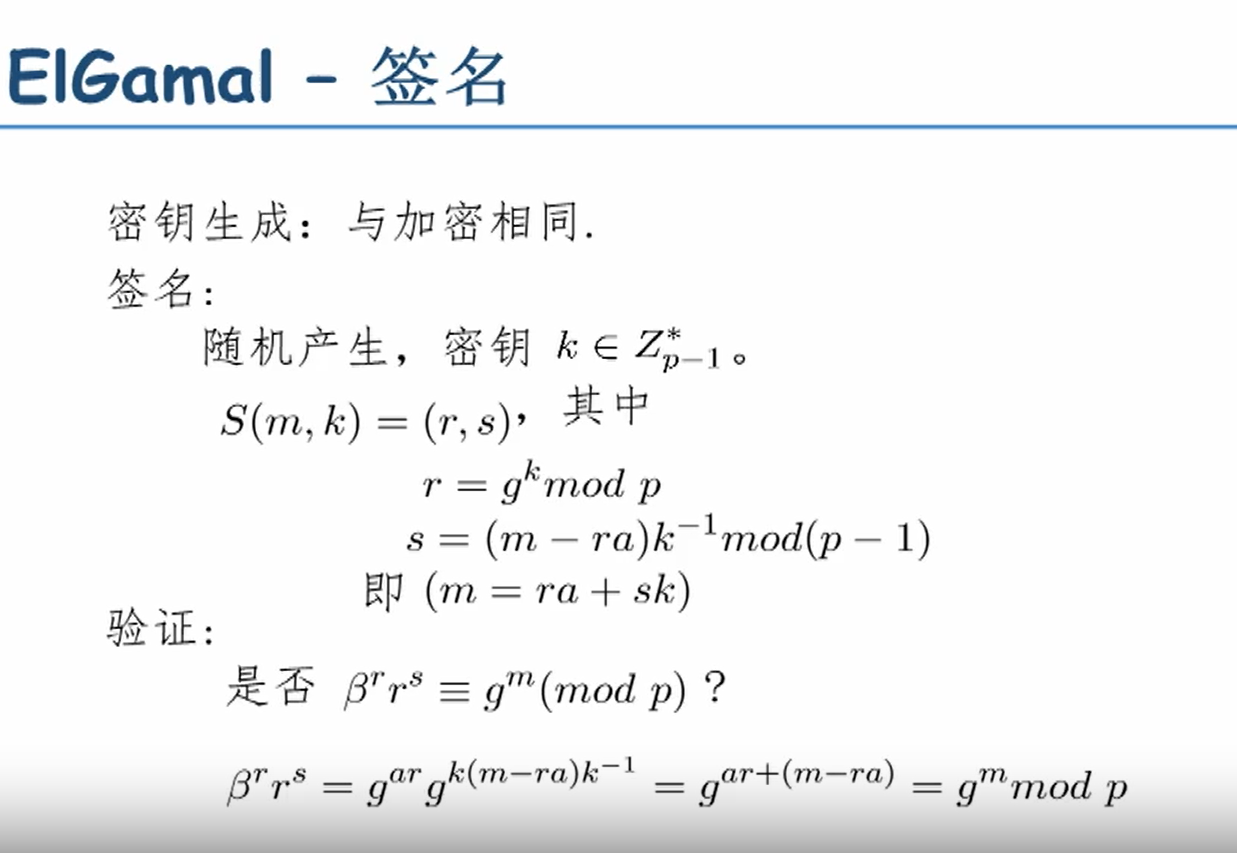 ElGamal – 签名
密钥生成：与加密相同.
签名：
随机产生，密钥 $k \in Z_{p-1}^{*}$。
$S(m,k) = (r,s)$，其中
$r = g^{k} mod\ p$
$s = (m - ra)k^{-1} mod(p-1)$
即 $(m = ra + sk)$
验证：
是否 $\beta^{r} r^{s} \equiv g^{m} (mod\ p)$？
$\beta^{r} r^{s} = g^{ar} g^{k(m-ra)k^{-1}} = g^{ar+(m-ra)} = g^{m} mod\ p$